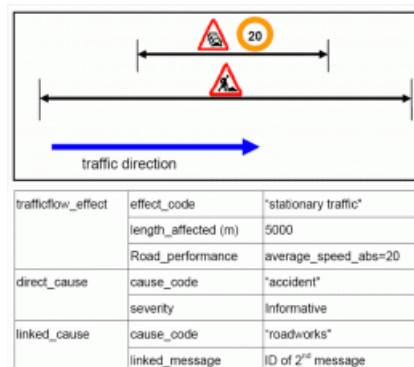 20
traffic direction
trafficflow_effect effect_code "stationary traffic"
length_affected (m) 5000
Road_performance average_speed_abs=20
direct_cause cause_code "accident"
severity Informative
linked_cause cause_code "roadworks"
linked_message ID of 2nd message